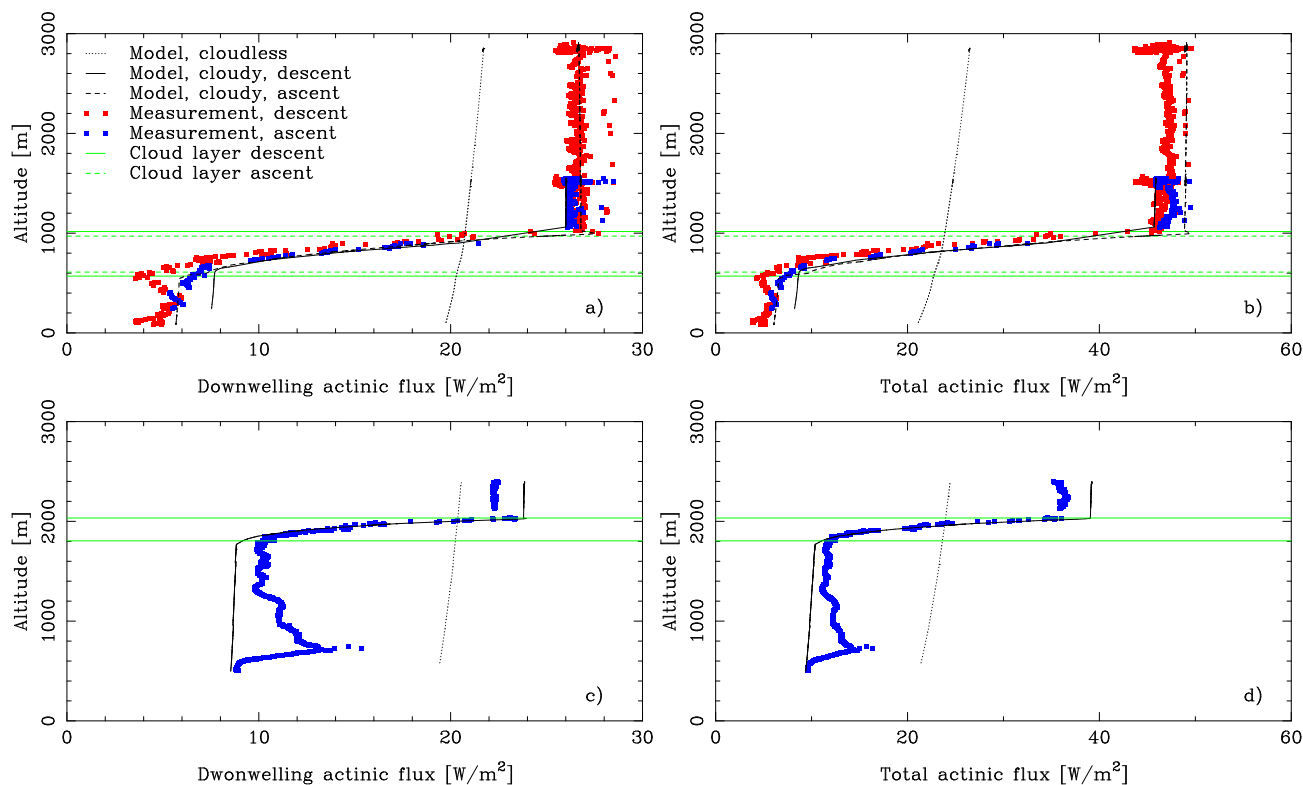 3000
2000
1000
0
Altitude [m]
Model, cloudless
Model, cloudy, descent
Model, cloudy, ascent
Measurement, descent
Measurement, ascent
Cloud layer descent
Cloud layer ascent
a)
0 10 20 30
Downwelling actinic flux [W/m²]
3000
2000
1000
0
Altitude [m]
b)
0 20 40 60
Total actinic flux [W/m²]
3000
2000
1000
0
Altitude [m]
c)
0 10 20 30
Dwonwelling actinic flux [W/m²]
3000
2000
1000
0
Altitude [m]
d)
0 20 40 60
Total actinic flux [W/m²]